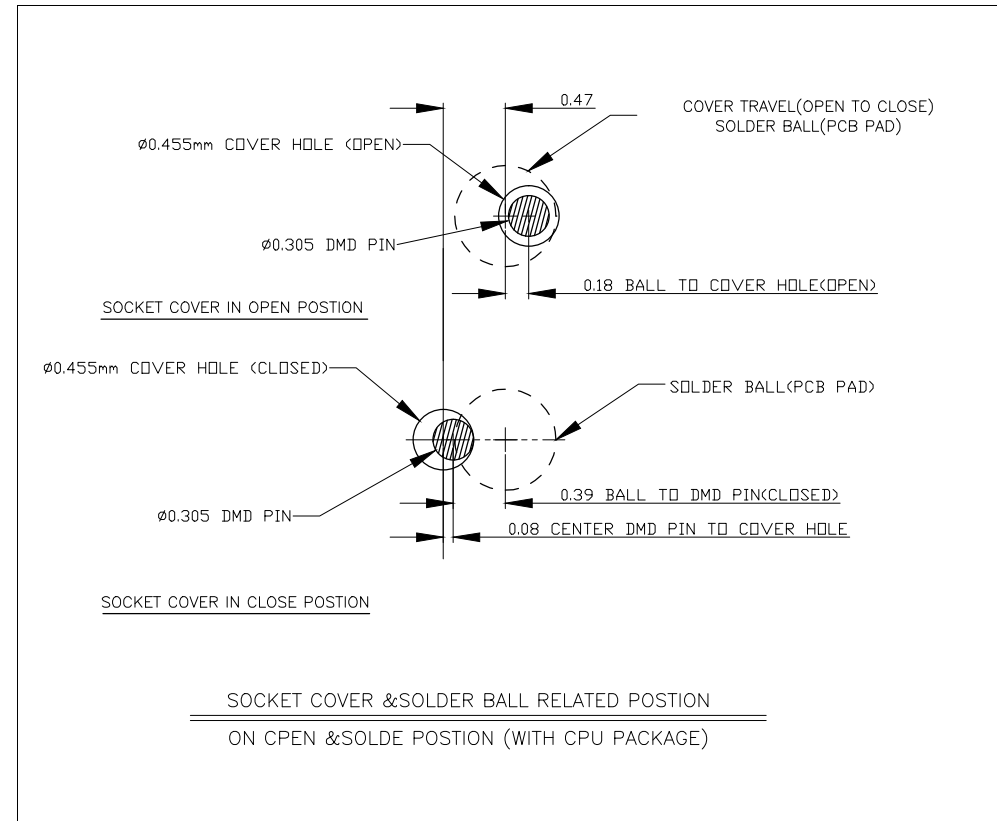 0.47
COVER TRAVEL(OPEN TO CLOSE)
SOLDER BALL(PCB PAD)
Ø0.455mm COVER HOLE (OPEN)
Ø0.305 DMD PIN
0.18 BALL TO COVER HOLE(OPEN)
SOCKET COVER IN OPEN POSTION
Ø0.455mm COVER HOLE (CLOSED)
SOLDER BALL(PCB PAD)
0.39 BALL TO DMD PIN(CLOSED)
Ø0.305 DMD PIN
0.08 CENTER DMD PIN TO COVER HOLE
SOCKET COVER IN CLOSE POSTION
SOCKET COVER &SOLDER BALL RELATED POSTION
ON CPEN &SOLDE POSTION (WITH CPU PACKAGE)